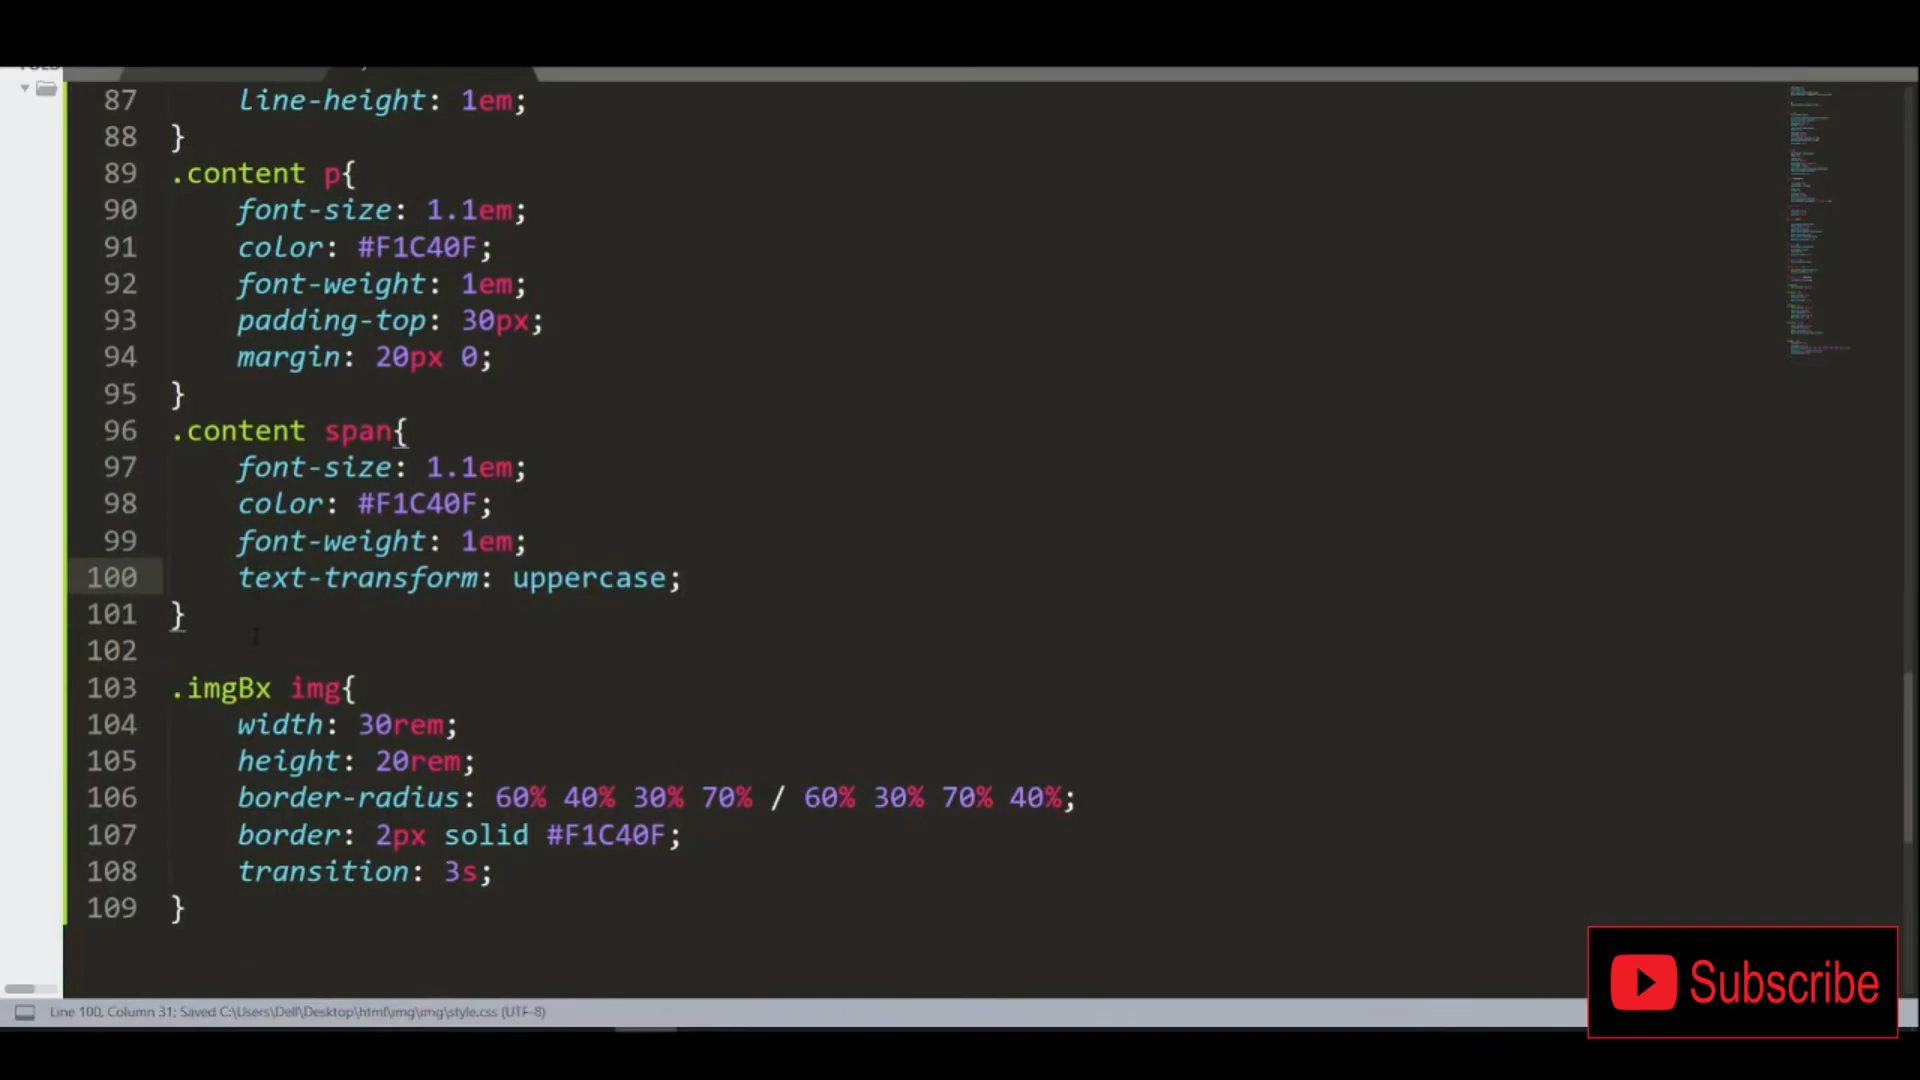 87 line-height: 1em;
88 }
89 .content p{
90 font-size: 1.1em;
91 color: #F1C40F;
92 font-weight: 1em;
93 padding-top: 30px;
94 margin: 20px 0;
95 }
96 .content span{
97 font-size: 1.1em;
98 color: #F1C40F;
99 font-weight: 1em;
100 text-transform: uppercase;
101 }
102
103 .imgBx img{
104 width: 30rem;
105 height: 20rem;
106 border-radius: 60% 40% 30% 70% / 60% 30% 70% 40%;
107 border: 2px solid #F1C40F;
108 transition: 3s;
109 }
Subscribe
Line 100, Column 31; Saved C:\Users\Dell\Desktop\html\img\img\style.css (UTF-8)